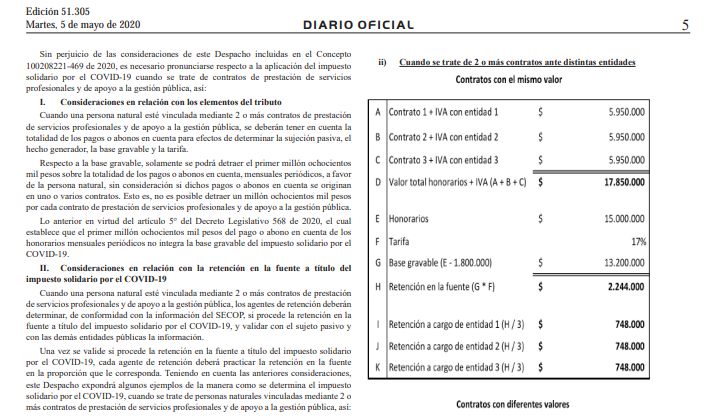 Edición 51.305
Martes, 5 de mayo de 2020
DIARIO OFICIAL
5
Sin perjuicio de las consideraciones de este Despacho incluidas en el Concepto
100208221-469 de 2020, es necesario pronunciarse respecto a la aplicación del impuesto
solidario por el COVID-19 cuando se trate de contratos de prestación de servicios
profesionales y de apoyo a la gestión pública, así:
I. Consideraciones en relación con los elementos del tributo
Cuando una persona natural esté vinculada mediante 2 o más contratos de prestación
de servicios profesionales y de apoyo a la gestión pública, se deberán tener en cuenta la
totalidad de los pagos o abonos en cuenta para efectos de determinar la sujeción pasiva, el
hecho generador, la base gravable y la tarifa.
Respecto a la base gravable, solamente se podrá detraer el primer millón ochocientos
mil pesos sobre la totalidad de los pagos o abonos en cuenta, mensuales periódicos, a favor
de la persona natural, sin consideración si dichos pagos o abonos en cuenta se originan
en uno o varios contratos. Esto es, no es posible detraer un millón ochocientos mil pesos
por cada contrato de prestación de servicios profesionales y de apoyo a la gestión pública.
Lo anterior en virtud del artículo 5° del Decreto Legislativo 568 de 2020, el cual
establece que el primer millón ochocientos mil pesos del pago o abono en cuenta de los
honorarios mensuales periódicos no integra la base gravable del impuesto solidario por el
COVID-19.
II. Consideraciones en relación con la retención en la fuente a título del
impuesto solidario por el COVID-19
Cuando una persona natural esté vinculada mediante 2 o más contratos de prestación
de servicios profesionales y de apoyo a la gestión pública, los agentes de retención deberán
determinar, de conformidad con la información del SECOP, si procede la retención en la
fuente a título del impuesto solidario por el COVID-19, y validar con el sujeto pasivo y
con las demás entidades públicas la información.
Una vez se valide si procede la retención en la fuente a título del impuesto solidario
por el COVID-19, cada agente de retención deberá practicar la retención en la fuente
en la proporción que le corresponda. Teniendo en cuenta las anteriores consideraciones,
este Despacho expondrá algunos ejemplos de la manera como se determina el impuesto
solidario por el COVID-19, cuando se trate de personas naturales vinculadas mediante 2 o
más contratos de prestación de servicios profesionales y de apoyo a la gestión pública, así:
ii) Cuando se trate de 2 o más contratos ante distintas entidades
Contratos con el mismo valor
A Contrato 1 + IVA con entidad 1 $ 5.950.000
B Contrato 2 + IVA con entidad 2 $ 5.950.000
C Contrato 3 + IVA con entidad 3 $ 5.950.000
D Valor total honorarios + IVA (A + B + C) $ 17.850.000
E Honorarios $ 15.000.000
F Tarifa 17%
G Base gravable (E - 1.800.000) $ 13.200.000
H Retención en la fuente (G * F) $ 2.244.000
I Retención a cargo de entidad 1 (H / 3) $ 748.000
J Retención a cargo de entidad 2 (H / 3) $ 748.000
K Retención a cargo de entidad 3 (H / 3) $ 748.000
Contratos con diferentes valores